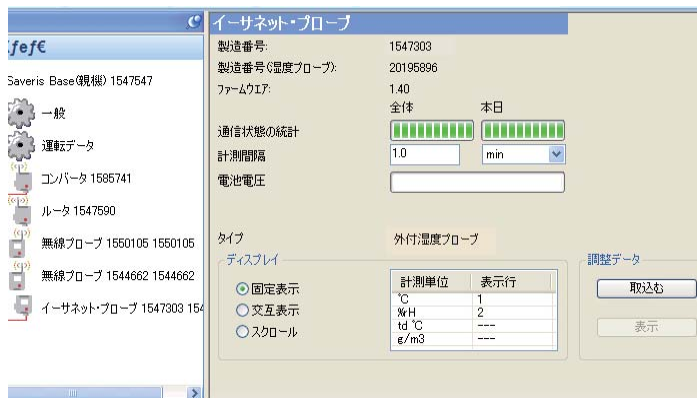 イーサネット・プローブ
fef€
Saveris Base(親機) 1547547
一般
運転データ
コンバータ 1585741
ルータ 1547590
無線プローブ 1550105 1550105
無線プローブ 1544662 1544662
イーサネット・プローブ 1547303 154
製造番号: 1547303
製造番号(湿度プローブ): 20195896
ファームウエア: 1.40
全体 本日
通信状態の統計
計測間隔 1.0 min
電池電圧
タイプ 外付湿度プローブ
ディスプレイ
固定表示
交互表示
スクロール
計測単位 表示行
℃ 1
%rH 2
td ℃ ---
g/m3 ---
調整データ
取込む
表示